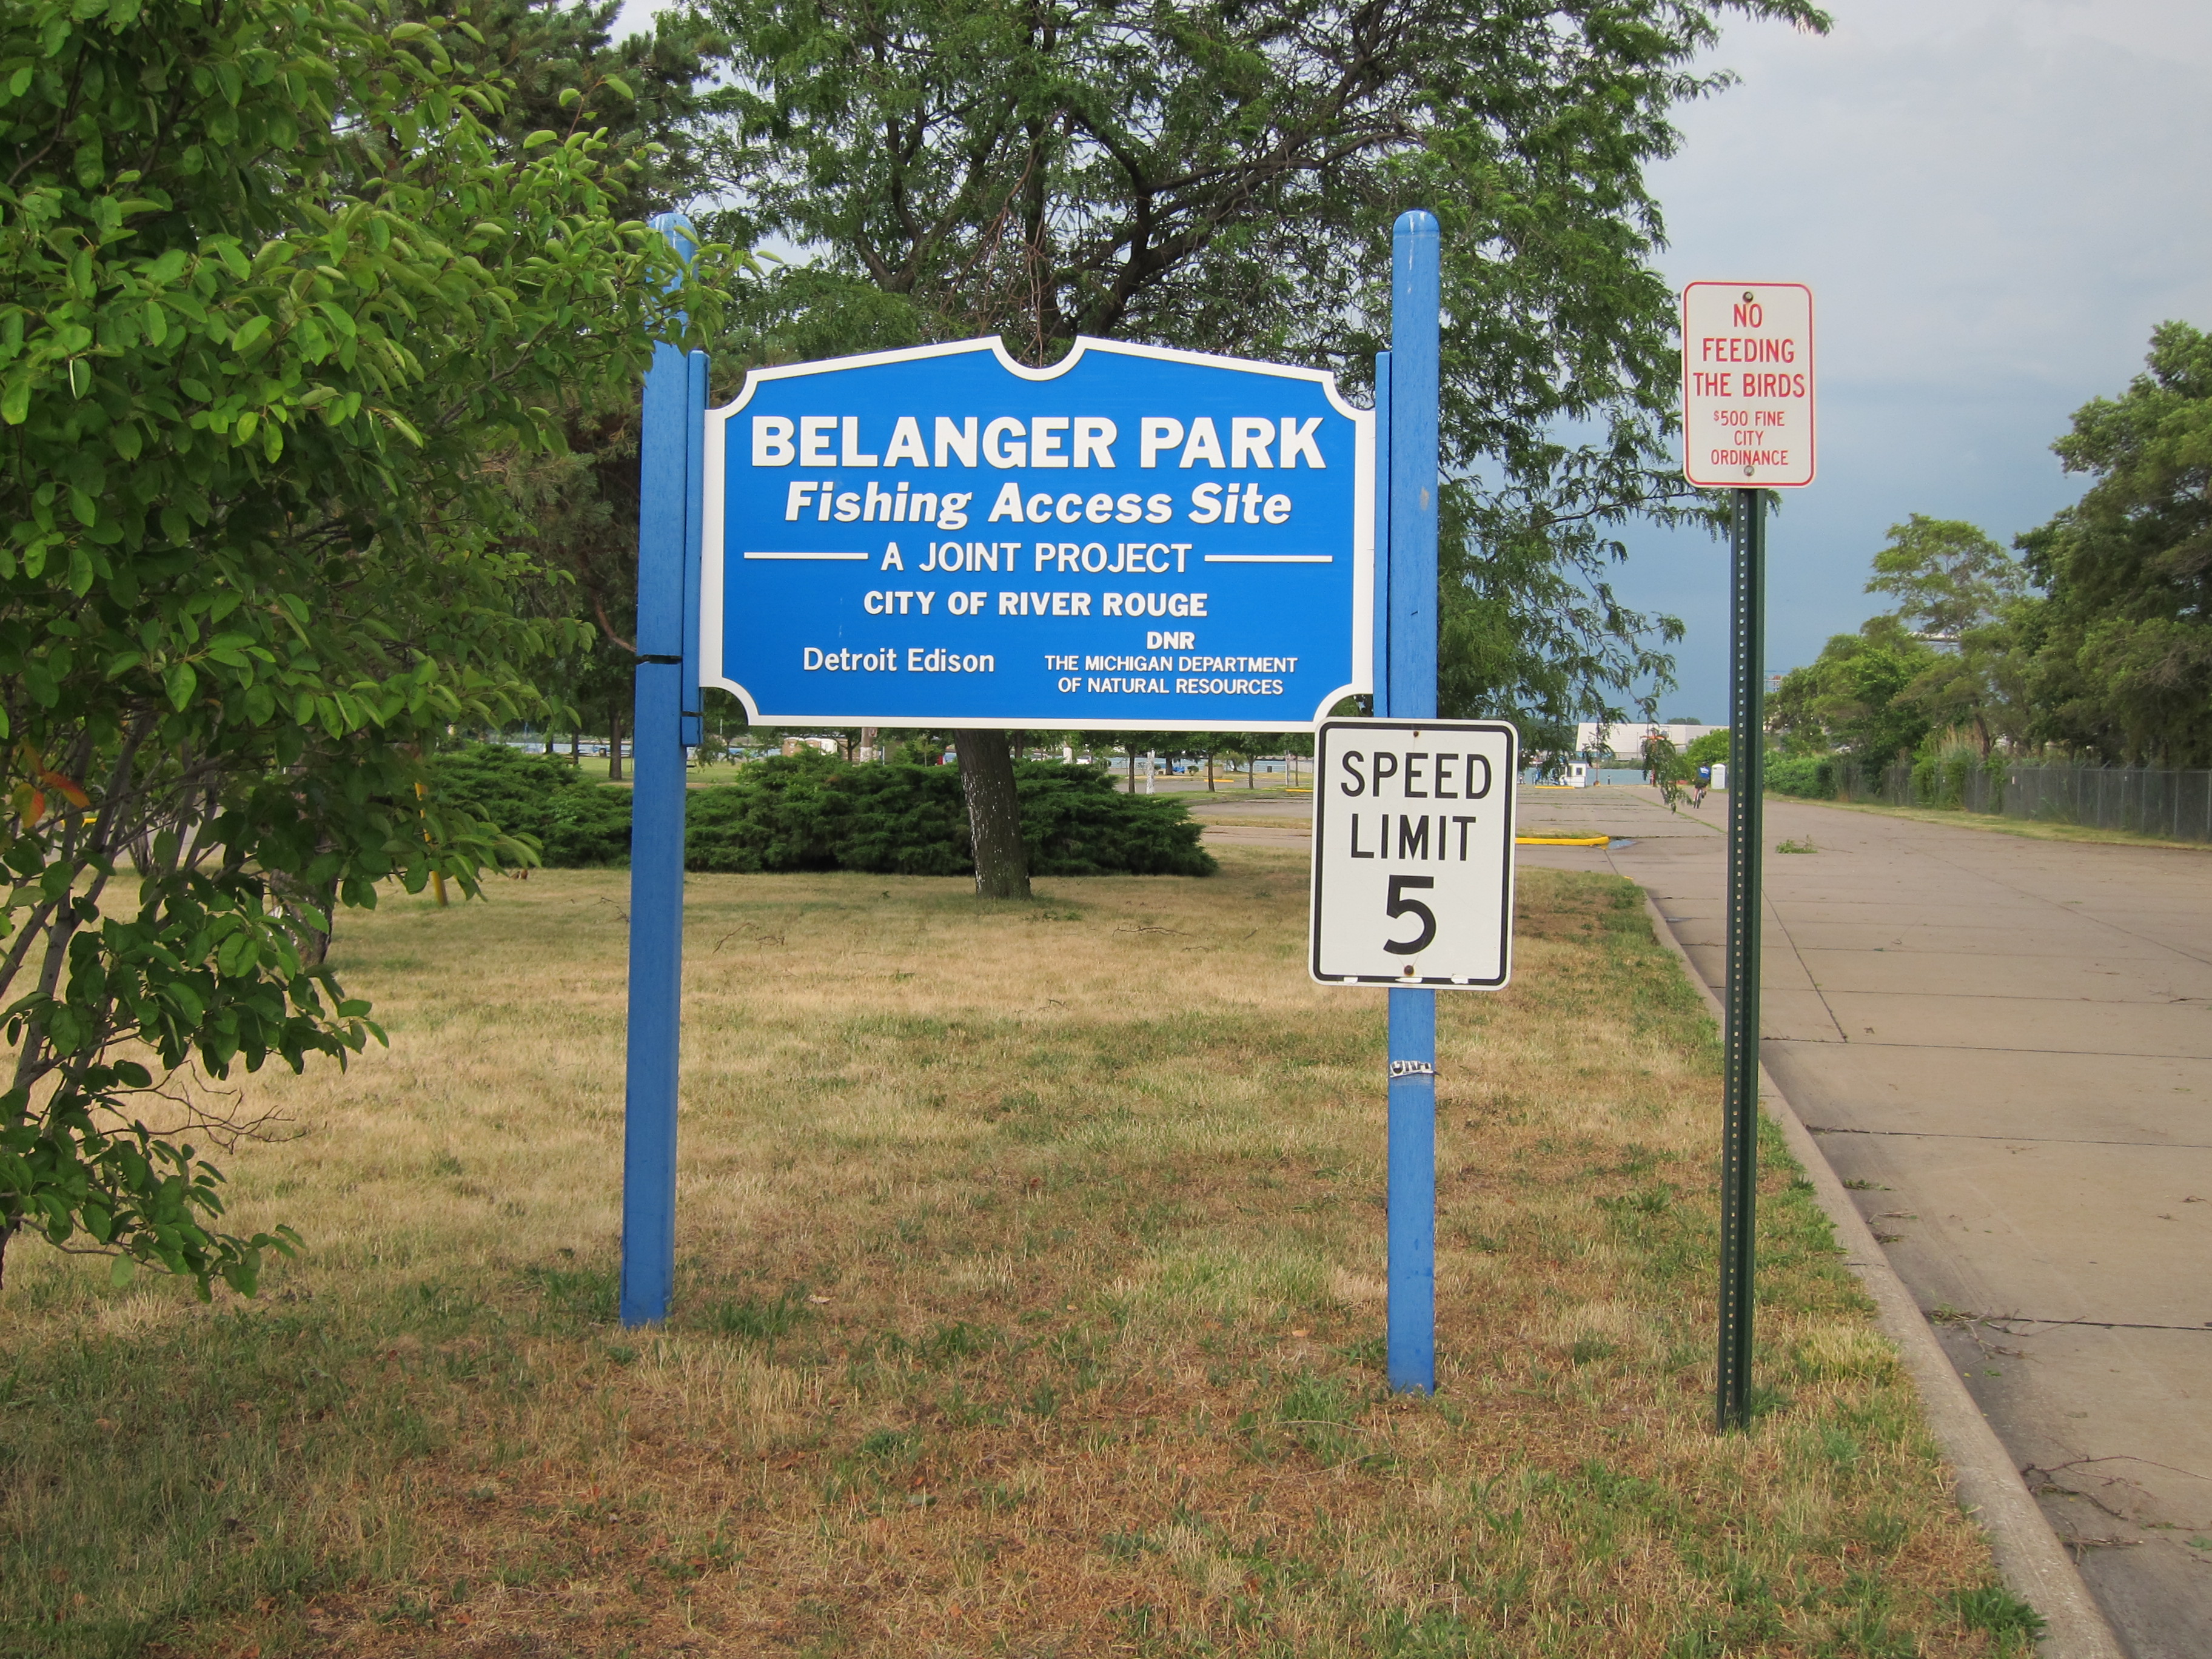 BELANGER PARK
Fishing Access Site
A JOINT PROJECT
CITY OF RIVER ROUGE
Detroit Edison
DNR
THE MICHIGAN DEPARTMENT
OF NATURAL RESOURCES
SPEED
LIMIT
5
NO
FEEDING
THE BIRDS
$500 FINE
CITY
ORDINANCE